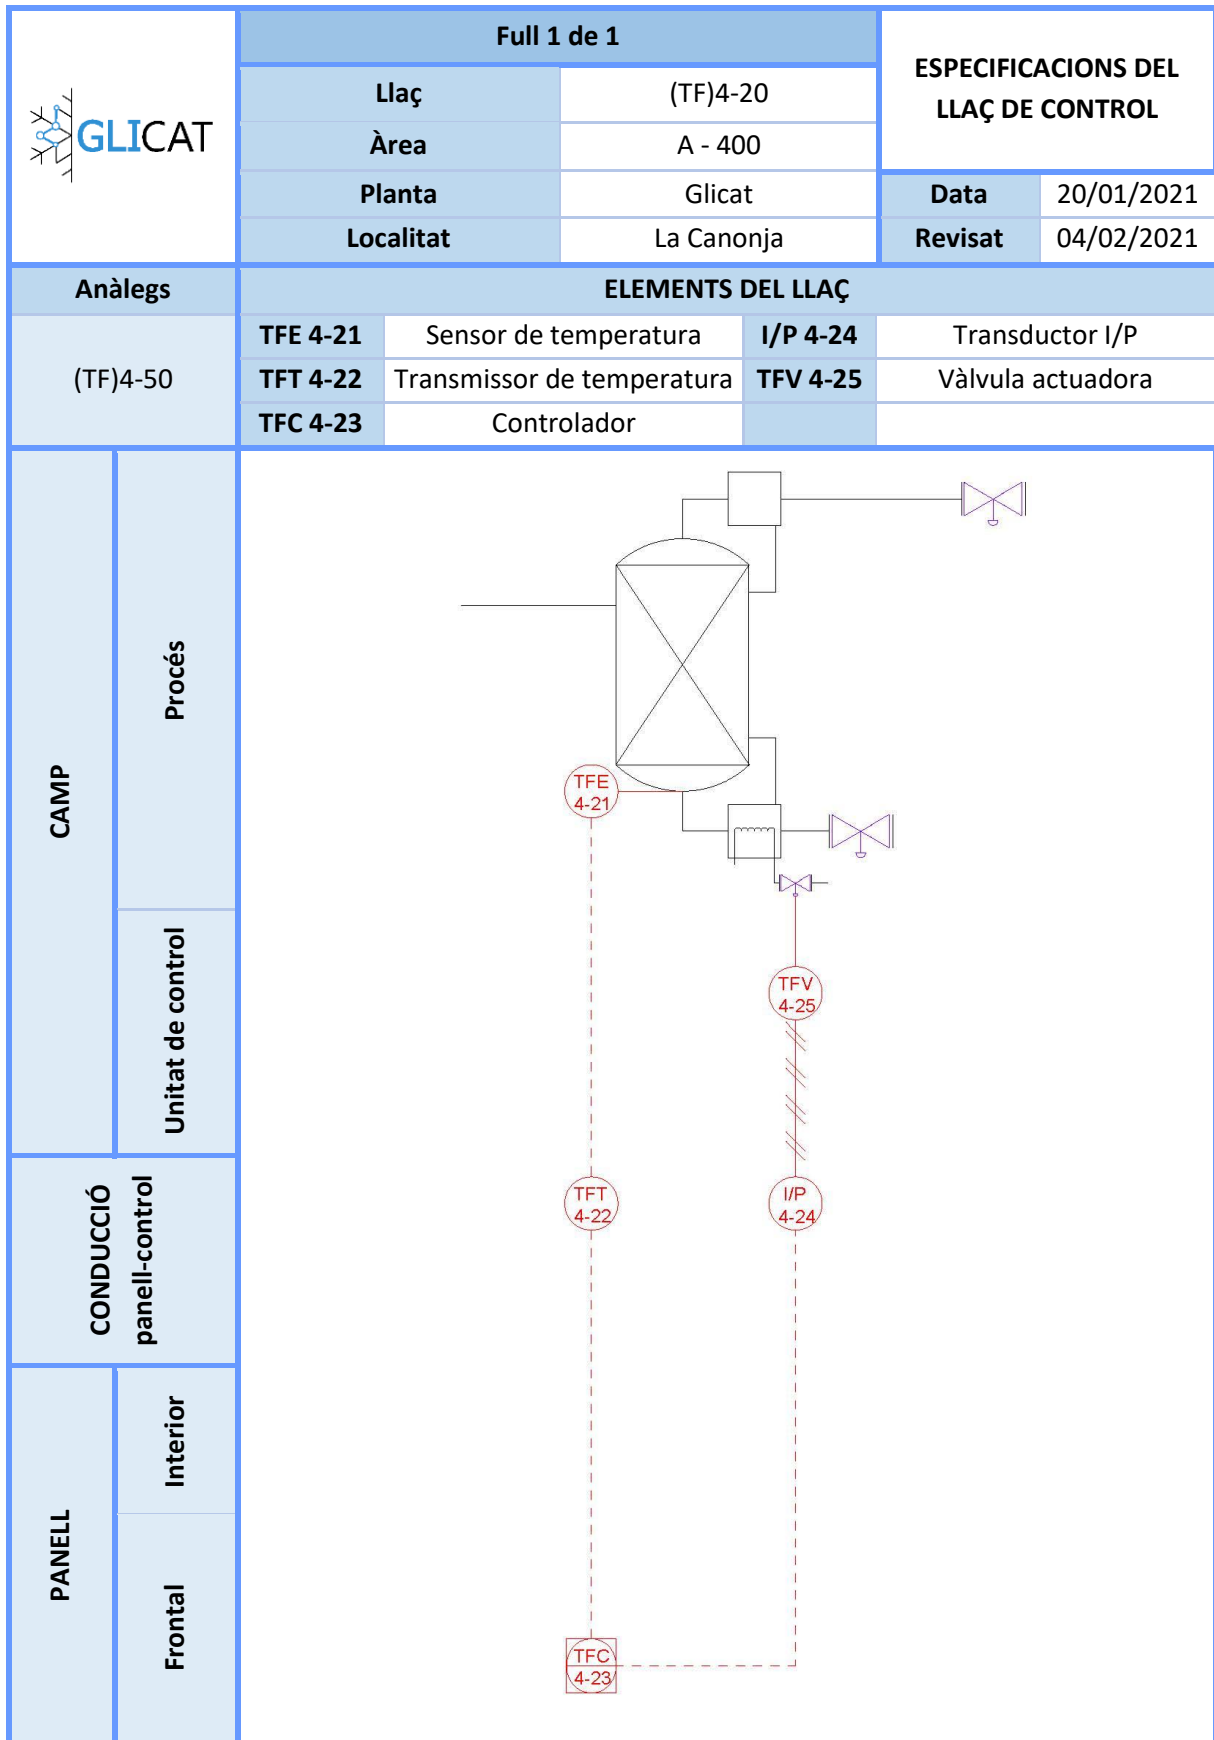 GLICAT
Full 1 de 1
ESPECIFICACIONS DEL
LLAÇ DE CONTROL
Llaç
(TF)4-20
Àrea
A - 400
Planta
Glicat
Data
20/01/2021
Localitat
La Canonja
Revisat
04/02/2021
Anàlegs
ELEMENTS DEL LLAÇ
(TF)4-50
TFE 4-21
Sensor de temperatura
I/P 4-24
Transductor I/P
TFT 4-22
Transmissor de temperatura
TFV 4-25
Vàlvula actuadora
TFC 4-23
Controlador
CAMP
Procés
TFE
4-21
Unitat de control
TFV
4-25
CONDUCCIÓ
panell-control
TFT
4-22
I/P
4-24
PANELL
Interior
Frontal
TFC
4-23